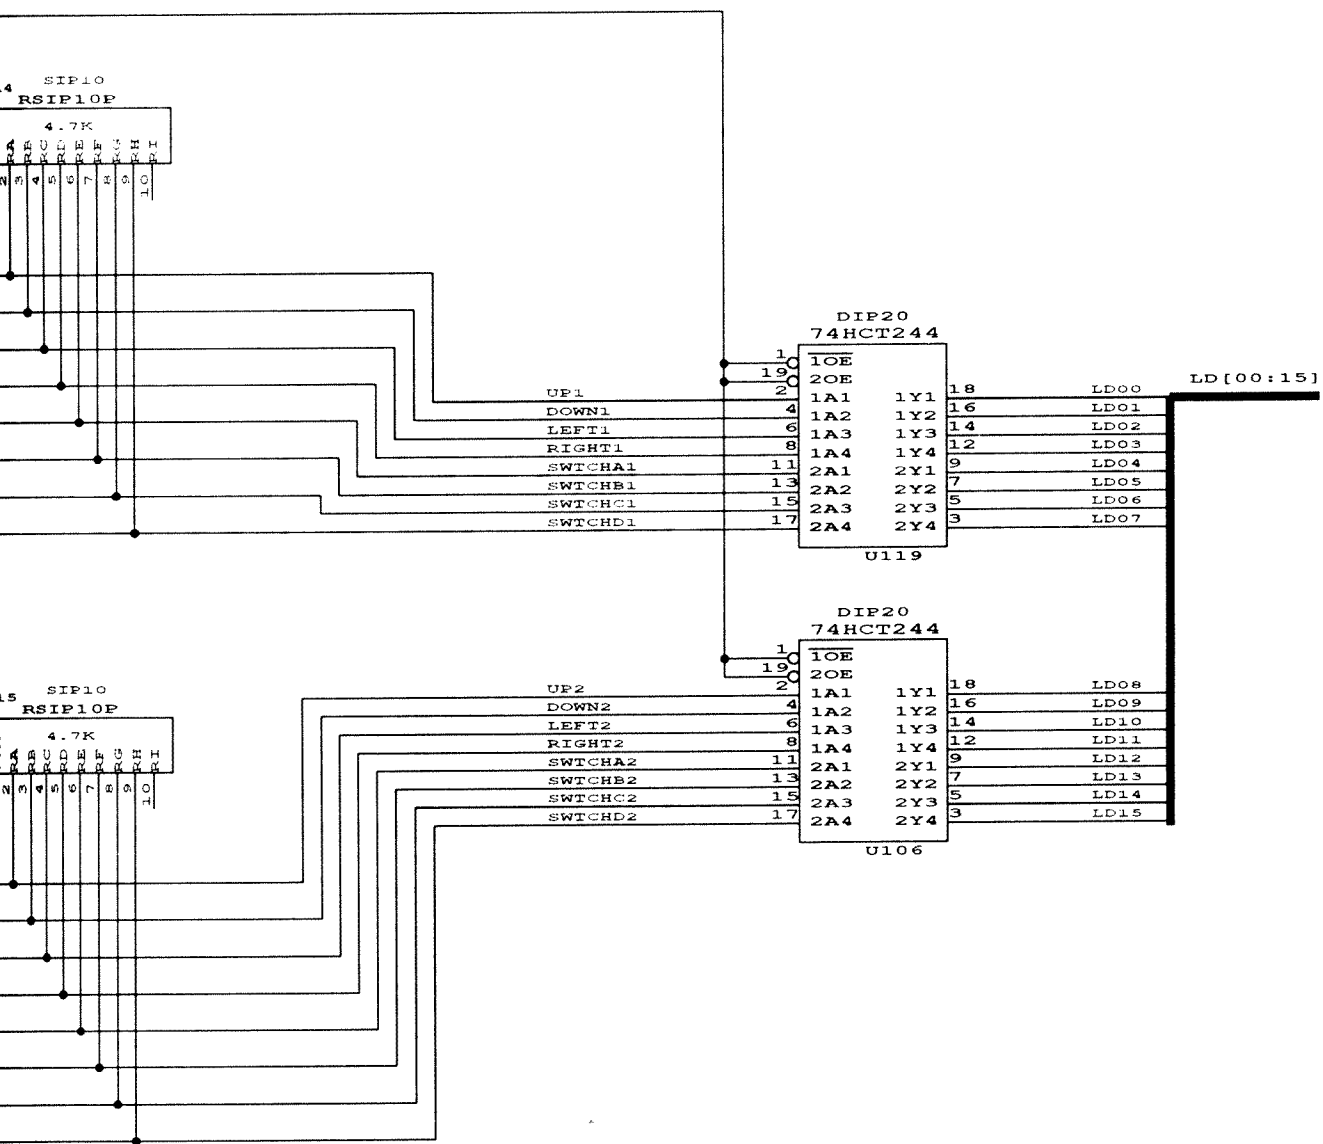 4
SIP10
RSIP10P
4.7K
RA RB RC RD RE RF RG RH RI
2 3 4 5 6 7 8 9 10
DIP20
74HCT244
1 1OE
19 2OE
UP1 2 1A1 1Y1 18 LD00
DOWN1 4 1A2 1Y2 16 LD01
LEFT1 6 1A3 1Y3 14 LD02
RIGHT1 8 1A4 1Y4 12 LD03
SWTCHA1 11 2A1 2Y1 9 LD04
SWTCHB1 13 2A2 2Y2 7 LD05
SWTCHC1 15 2A3 2Y3 5 LD06
SWTCHD1 17 2A4 2Y4 3 LD07
U119
LD[00:15]
DIP20
74HCT244
1 1OE
19 2OE
UP2 2 1A1 1Y1 18 LD08
DOWN2 4 1A2 1Y2 16 LD09
LEFT2 6 1A3 1Y3 14 LD10
RIGHT2 8 1A4 1Y4 12 LD11
SWTCHA2 11 2A1 2Y1 9 LD12
SWTCHB2 13 2A2 2Y2 7 LD13
SWTCHC2 15 2A3 2Y3 5 LD14
SWTCHD2 17 2A4 2Y4 3 LD15
U106
15
SIP10
RSIP10P
4.7K
RA RB RC RD RE RF RG RH RI
2 3 4 5 6 7 8 9 10